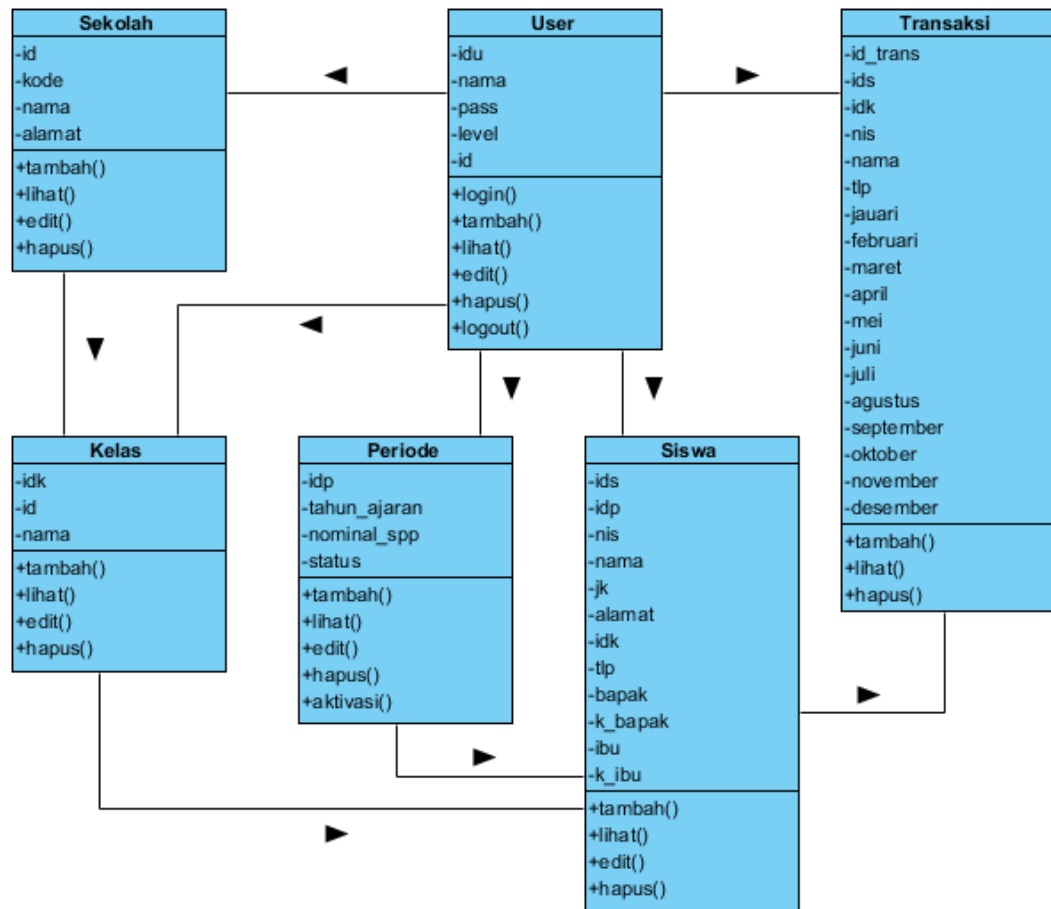 Sekolah
-id
-kode
-nama
-alamat
+tambah()
+lihat()
+edit()
+hapus()
User
-idu
-nama
-pass
-level
-id
+login()
+tambah()
+lihat()
+edit()
+hapus()
+logout()
Transaksi
-id_trans
-ids
-idk
-nis
-nama
-tlp
-jauari
-februari
-maret
-april
-mei
-juni
-juli
-agustus
-september
-oktober
-november
-desember
+tambah()
+lihat()
+hapus()
Kelas
-idk
-id
-nama
+tambah()
+lihat()
+edit()
+hapus()
Periode
-idp
-tahun_ajaran
-nominal_spp
-status
+tambah()
+lihat()
+edit()
+hapus()
+aktivasi()
Siswa
-ids
-idp
-nis
-nama
-jk
-alamat
-idk
-tlp
-bapak
-k_bapak
-ibu
-k_ibu
+tambah()
+lihat()
+edit()
+hapus()